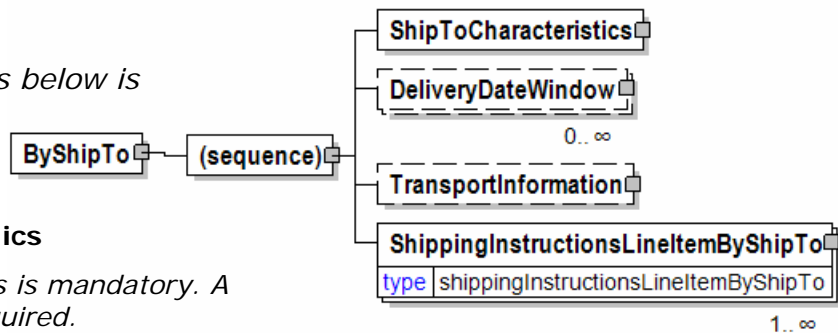 ShipToCharacteristics
s below is
DeliveryDateWindow
0.. ∞
ByShipTo
(sequence)
TransportInformation
ics
ShippingInstructionsLineItemByShipTo
s is mandatory. A
type shippingInstructionsLineItemByShipTo
quired.
1.. ∞